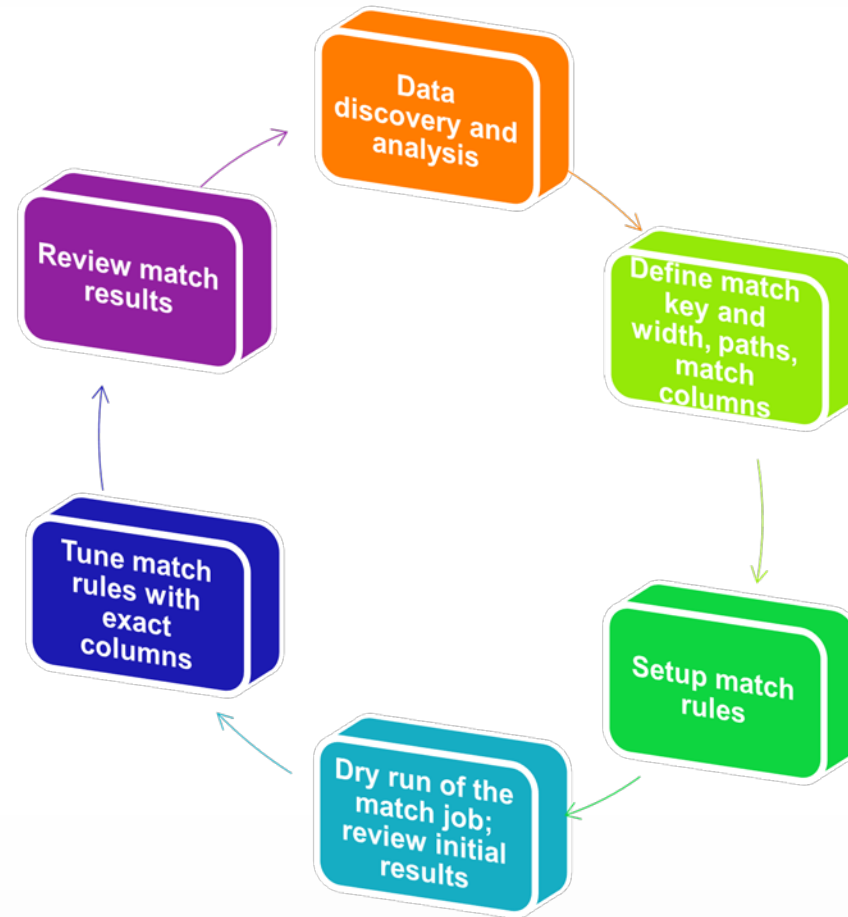 Data
discovery and
analysis
Define match
key and
width, paths,
match
columns
Setup match
rules
Dry run of the
match job;
review initial
results
Tune match
rules with
exact
columns
Review match
results